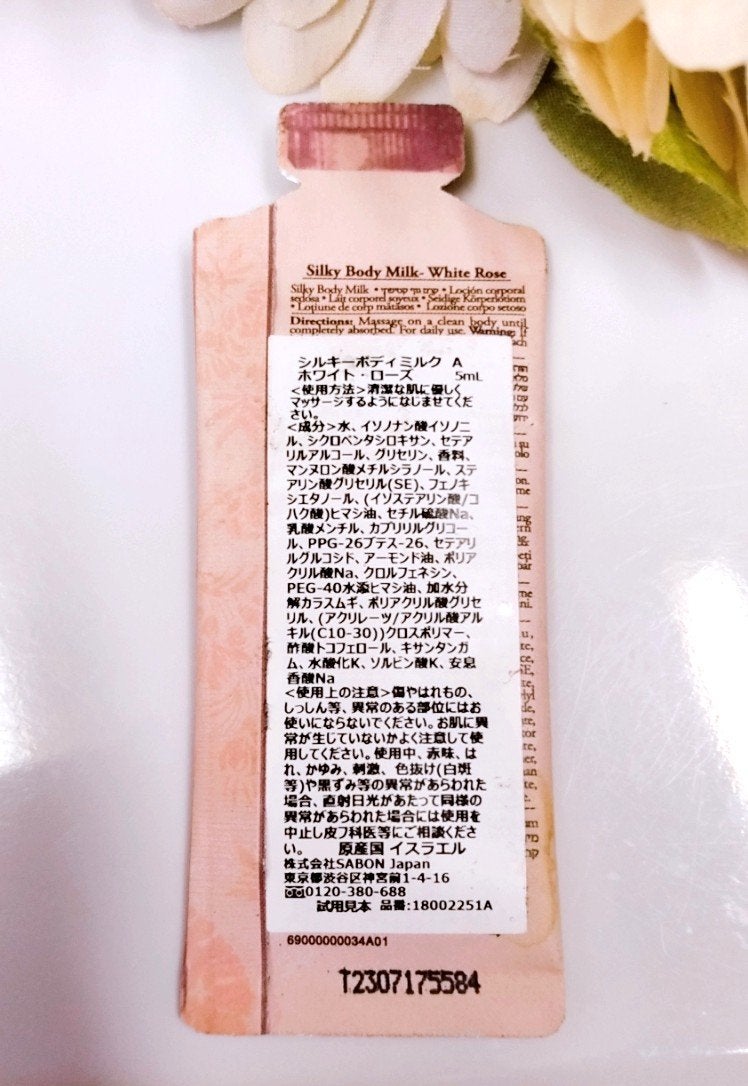 Silky Body Milk- White Rose
Silky Body Milk • קרם גוף קטיפתי • Loción corporal
sedosa • Lait corporel soyeux • Seidige Körperlotiom
• Loțiune de corp mătăsos • Lozione corpo setoso
Directions: Massage on a clean body until
completely absorbed. For daily use. Warning: If
シルキーボディミルク A
ホワイト・ローズ 5mL
<使用方法>清潔な肌に優しく
マッサージするようになじませてくだ
さい。
<成分>水、イソノナン酸イソノニ
ル、シクロペンタシロキサン、セテア
リルアルコール、グリセリン、香料、
マンヌロン酸メチルシラノール、ステ
アリン酸グリセリル(SE)、フェノキ
シエタノール、(イソステアリン酸/コ
ハク酸)ヒマシ油、セチル硫酸Na、
乳酸メンチル、カプリリルグリコー
ル、PPG-26ブテス-26、セテアリ
ルグルコシド、アーモンド油、ポリア
クリル酸Na、クロルフェネシン、
PEG-40水添ヒマシ油、加水分
解カラスムギ、ポリアクリル酸グリセ
リル、(アクリレーツ/アクリル酸アル
キル(C10-30))クロスポリマー、
酢酸トコフェロール、キサンタンガ
ム、水酸化K、ソルビン酸K、安息
香酸Na
<使用上の注意>傷やはれもの、
しっしん等、異常のある部位にはお
使いにならないでください。お肌に異
常が生じていないかよく注意して使
用してください。使用中、赤味、は
れ、かゆみ、刺激、色抜け(白斑
等)や黒ずみ等の異常があらわれた
場合、直射日光があたって同様の
異常があらわれた場合には使用を
中止し皮フ科医等にご相談くださ
い。 原産国 イスラエル
株式会社SABON Japan
東京都渋谷区神宮前1-4-16
0120-380-688
試用見本 品番:18002251A
69000000034A01
T2307175584